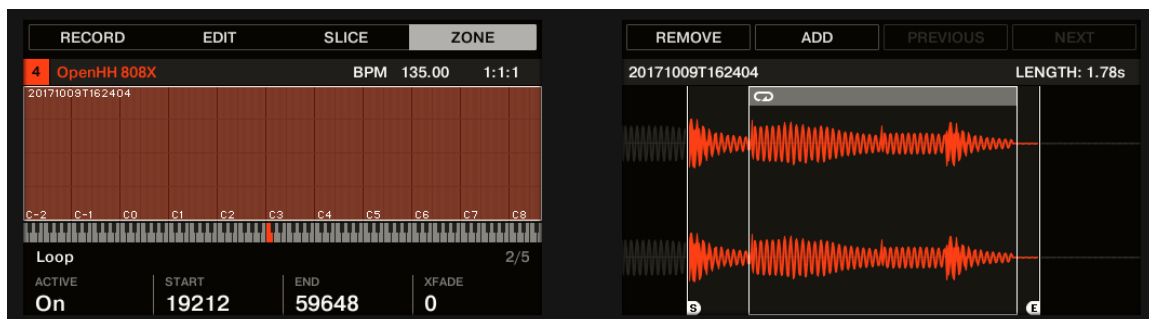 RECORD EDIT SLICE ZONE
4 OpenHH 808X BPM 135.00 1:1:1
20171009T162404
C-2 C-1 C0 C1 C2 C3 C4 C5 C6 C7 C8
Loop 2/5
ACTIVE START END XFADE
On 19212 59648 0
REMOVE ADD PREVIOUS NEXT
20171009T162404 LENGTH: 1.78s
S E